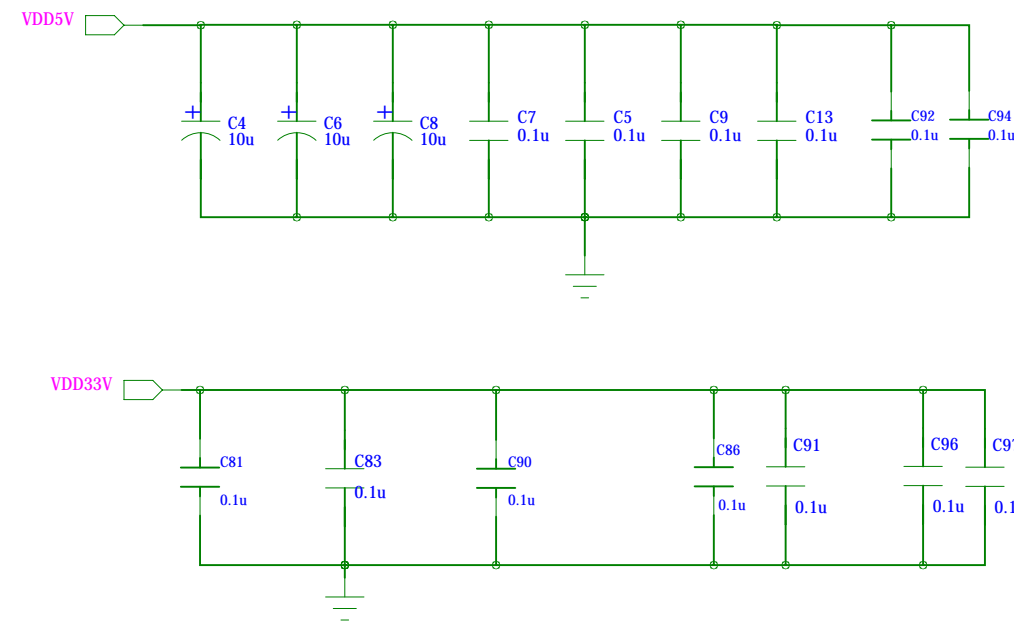 VDD5V
+ C4 10u
+ C6 10u
+ C8 10u
C7 0.1u
C5 0.1u
C9 0.1u
C13 0.1u
C92 0.1u
C94 0.1u
VDD33V
C81 0.1u
C83 0.1u
C90 0.1u
C86 0.1u
C91 0.1u
C96 0.1u